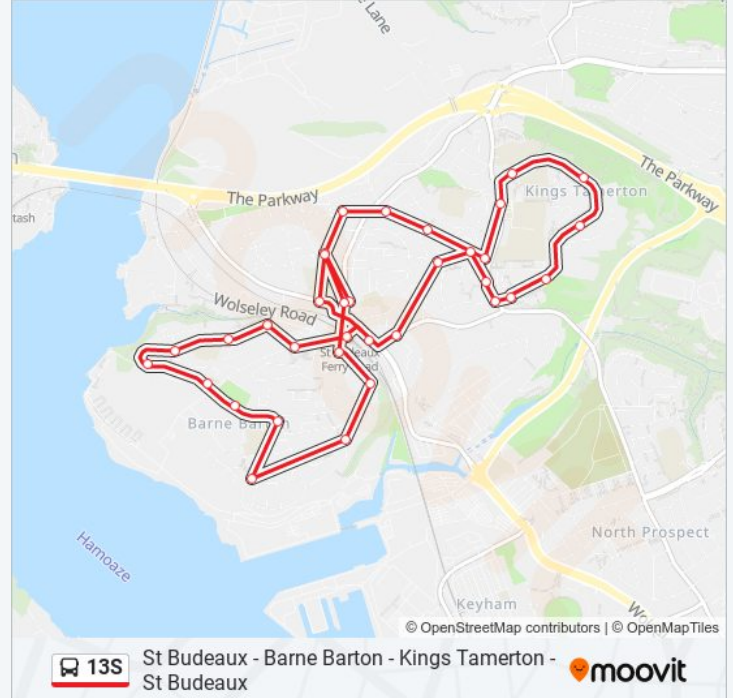 Lane
The Parkway
Kings Tamerton
The Parkway
n
tash
Wolseley Road
St Budeaux
Ferry Road
Barne Barton
North Prospect
Hamoaze
Keyham
Wo
© OpenStreetMap contributors | © OpenMapTiles
13S
St Budeaux - Barne Barton - Kings Tamerton -
St Budeaux
moovit